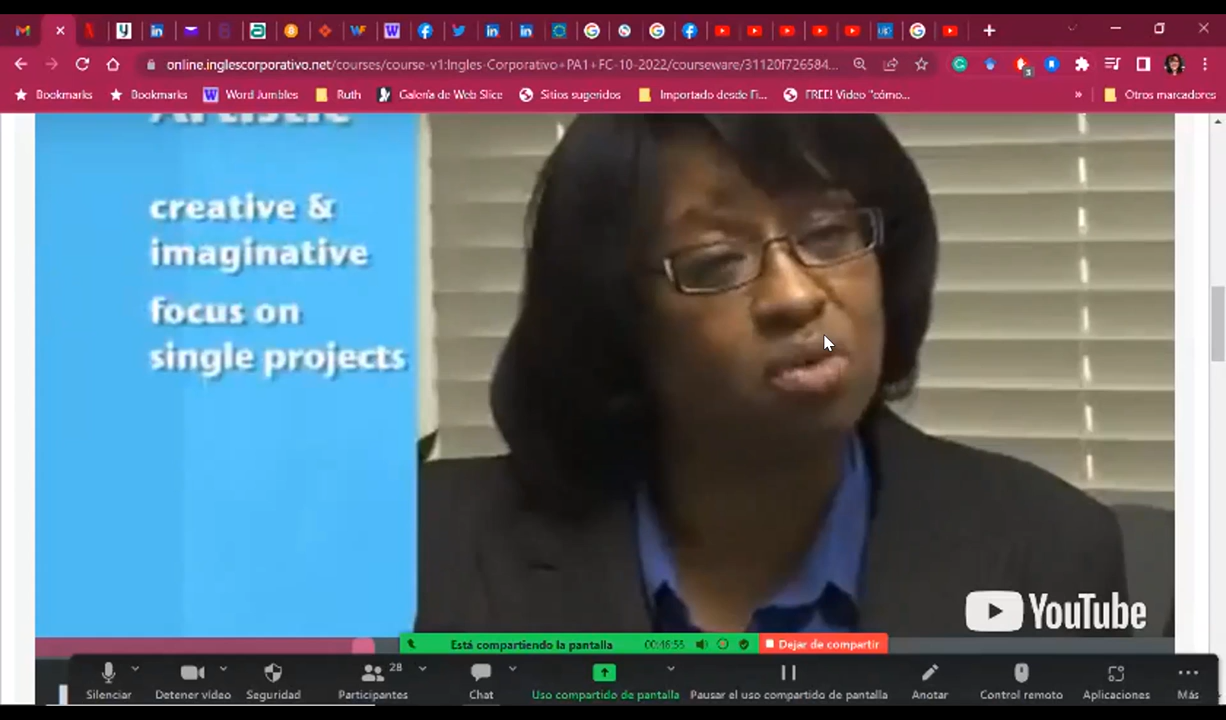 online.inglescorporativo.net/courses/course-v1:Ingles-Corporativo+PA1+FC-10-2022/courseware/31120f726584...
Bookmarks
Bookmarks
Word Jumbles
Ruth
Galería de Web Slice
Sitios sugeridos
Importado desde Fi...
FREE! Video "cómo...
»
Otros marcadores
Artistic
creative &
imaginative
focus on
single projects
YouTube
Está compartiendo la pantalla
00:46:55
Dejar de compartir
28
Silenciar
Detener video
Seguridad
Participantes
Chat
Uso compartido de pantalla
Pausar el uso compartido de pantalla
Anotar
Control remoto
Aplicaciones
Más